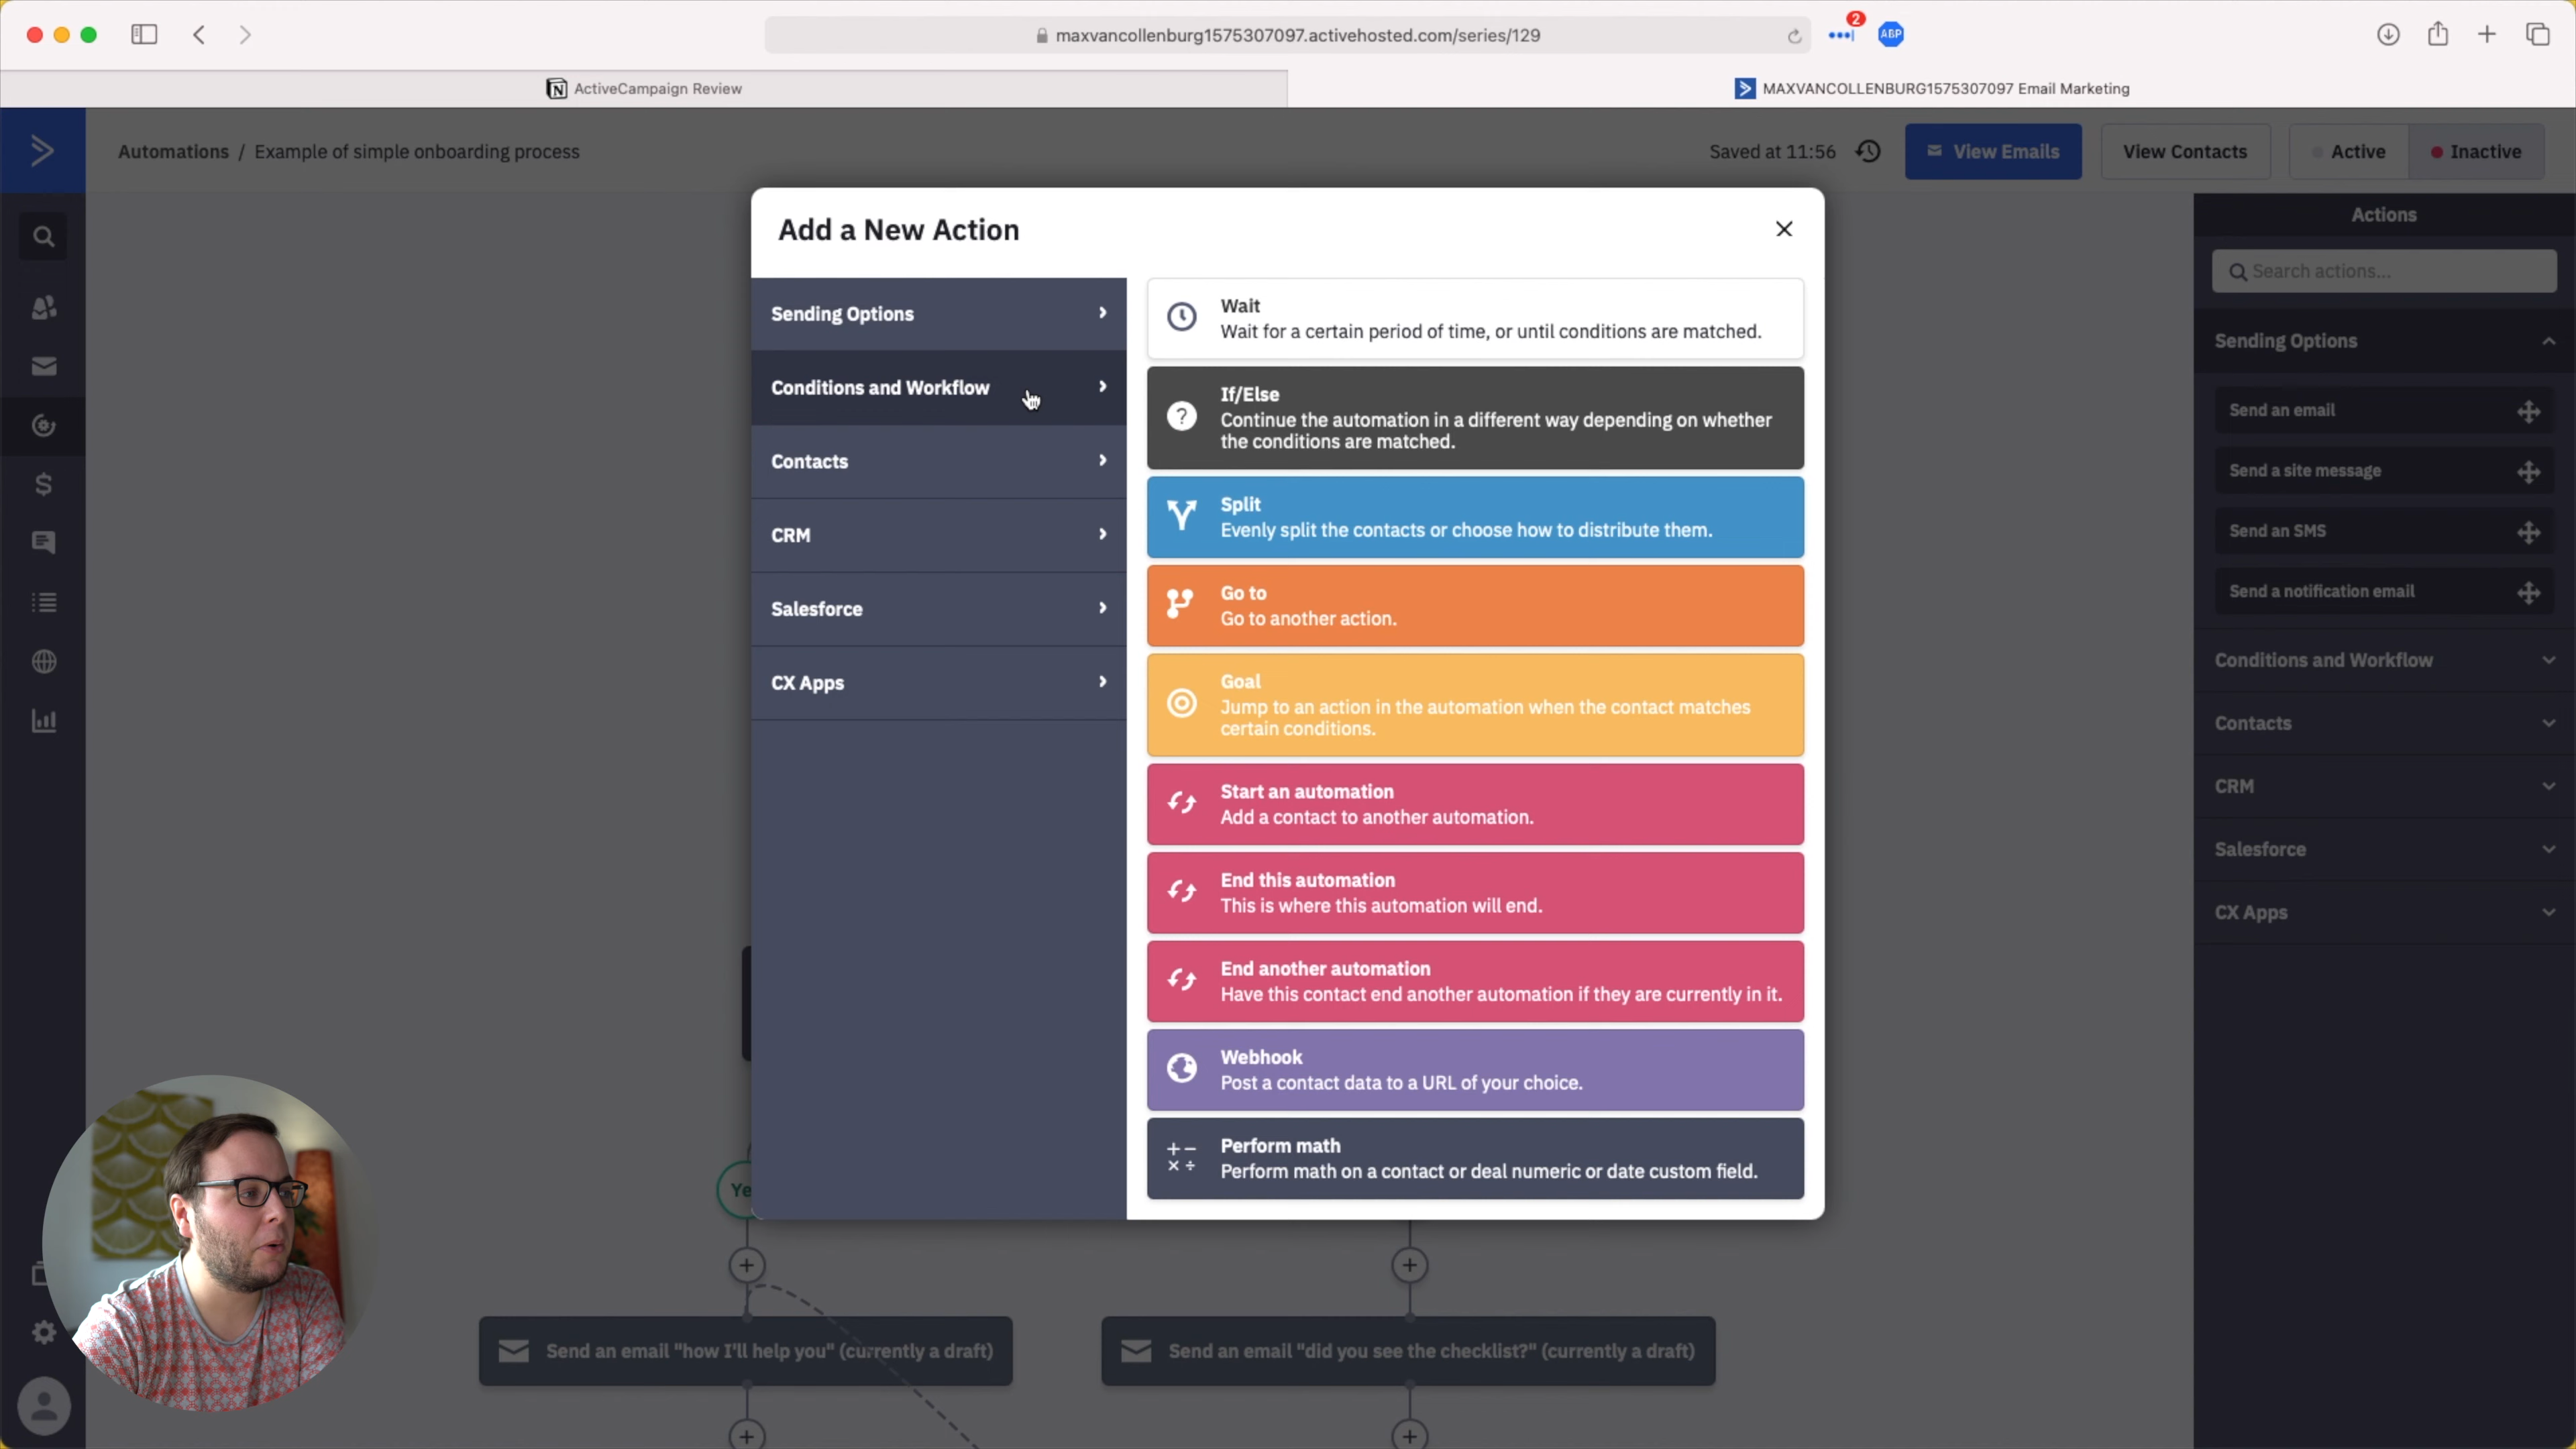 maxvancollenburg1575307097.activehosted.com/series/129
2
ABP
ActiveCampaign Review
MAXVANCOLLENBURG1575307097 Email Marketing
Automations / Example of simple onboarding process
Saved at 11:56
View Emails
View Contacts
Active
Inactive
Add a New Action
Sending Options
Conditions and Workflow
Contacts
CRM
Salesforce
CX Apps
Wait
Wait for a certain period of time, or until conditions are matched.
If/Else
Continue the automation in a different way depending on whether
the conditions are matched.
Split
Evenly split the contacts or choose how to distribute them.
Go to
Go to another action.
Goal
Jump to an action in the automation when the contact matches
certain conditions.
Start an automation
Add a contact to another automation.
End this automation
This is where this automation will end.
End another automation
Have this contact end another automation if they are currently in it.
Webhook
Post a contact data to a URL of your choice.
Perform math
Perform math on a contact or deal numeric or date custom field.
Actions
Search actions...
Sending Options
Send an email
Send a site message
Send an SMS
Send a notification email
Conditions and Workflow
Contacts
CRM
Salesforce
CX Apps
Ye
Send an email "how I'll help you" (currently a draft)
Send an email "did you see the checklist?" (currently a draft)